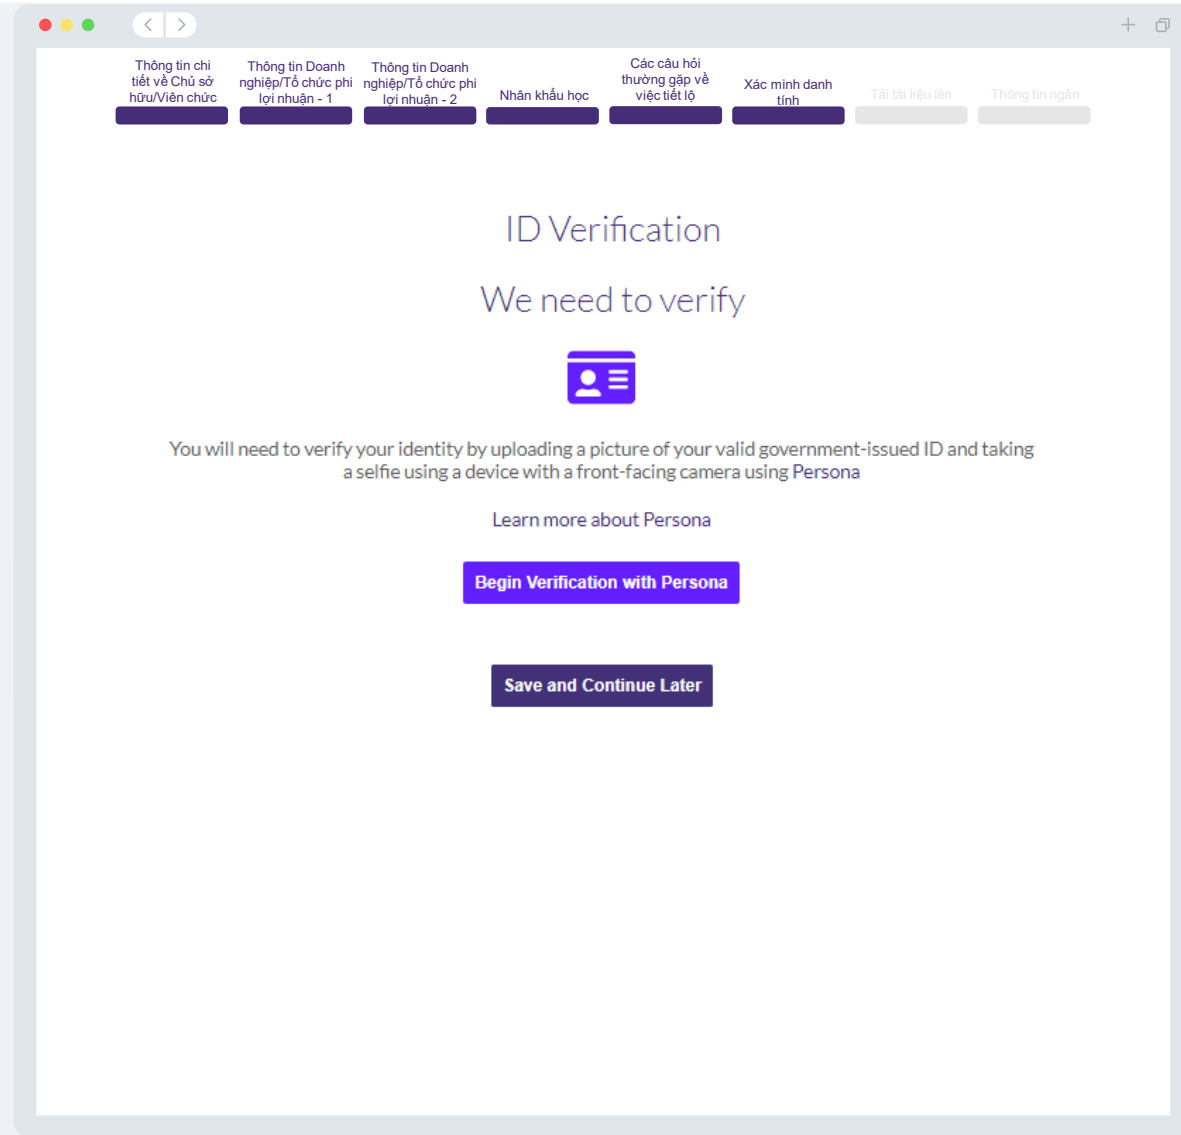 Thông tin chi
tiết về Chủ sở
hữu/Viên chức
Thông tin Doanh
nghiệp/Tổ chức phi
lợi nhuận - 1
Thông tin Doanh
nghiệp/Tổ chức phi
lợi nhuận - 2
Nhân khẩu học
Các câu hỏi
thường gặp về
việc tiết lộ
Xác minh danh
tính
Tải tài liệu lên
Thông tin ngân
ID Verification
We need to verify
You will need to verify your identity by uploading a picture of your valid government-issued ID and taking
a selfie using a device with a front-facing camera using Persona
Learn more about Persona
Begin Verification with Persona
Save and Continue Later